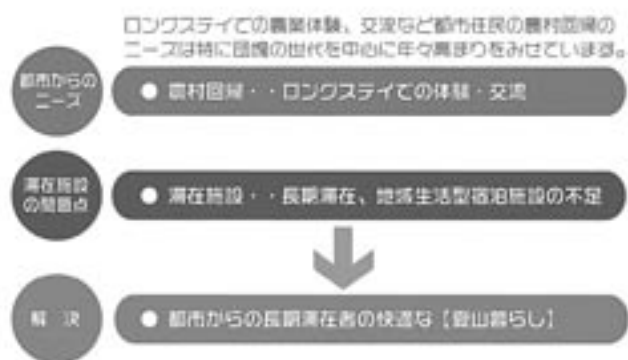 ロングステイでの農業体験、交流など都市住民の農村回帰の
ニーズは特に団塊の世代を中心に年々高まりをみせています。
都市からの
ニーズ
● 農村回帰・・ロングステイでの体験・交流
滞在施設
の問題点
● 滞在施設・・長期滞在、地域生活型宿泊施設の不足
解 決
● 都市からの長期滞在者の快適な【里山暮らし】